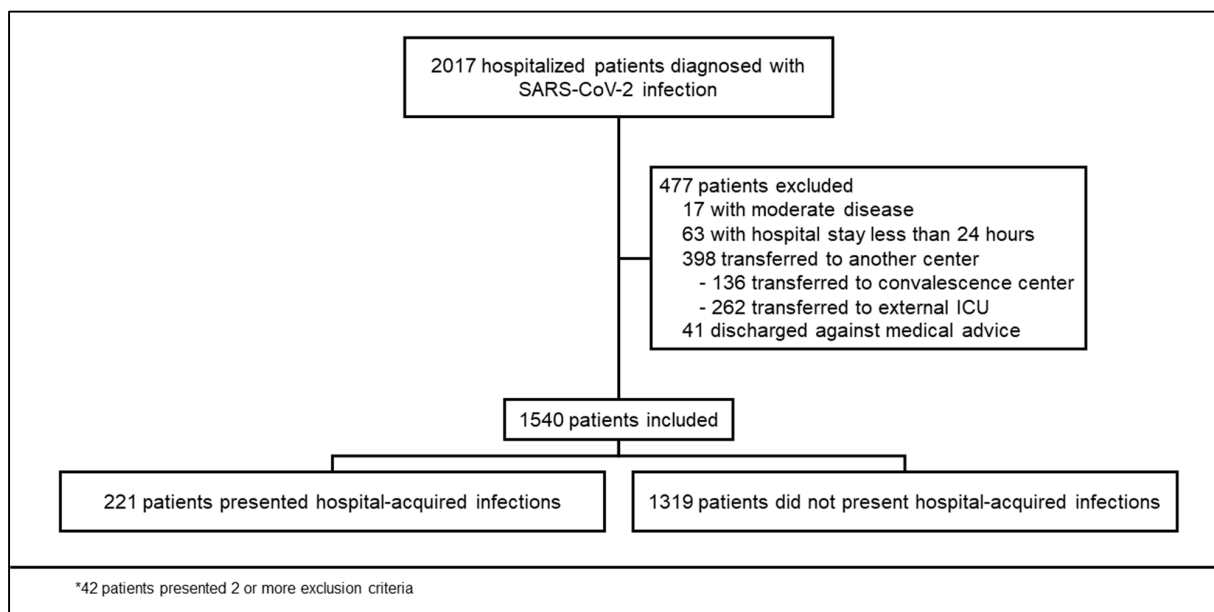 2017 hospitalized patients diagnosed with
SARS-CoV-2 infection
477 patients excluded
17 with moderate disease
63 with hospital stay less than 24 hours
398 transferred to another center
- 136 transferred to convalescence center
- 262 transferred to external ICU
41 discharged against medical advice
1540 patients included
221 patients presented hospital-acquired infections
1319 patients did not present hospital-acquired infections
*42 patients presented 2 or more exclusion criteria